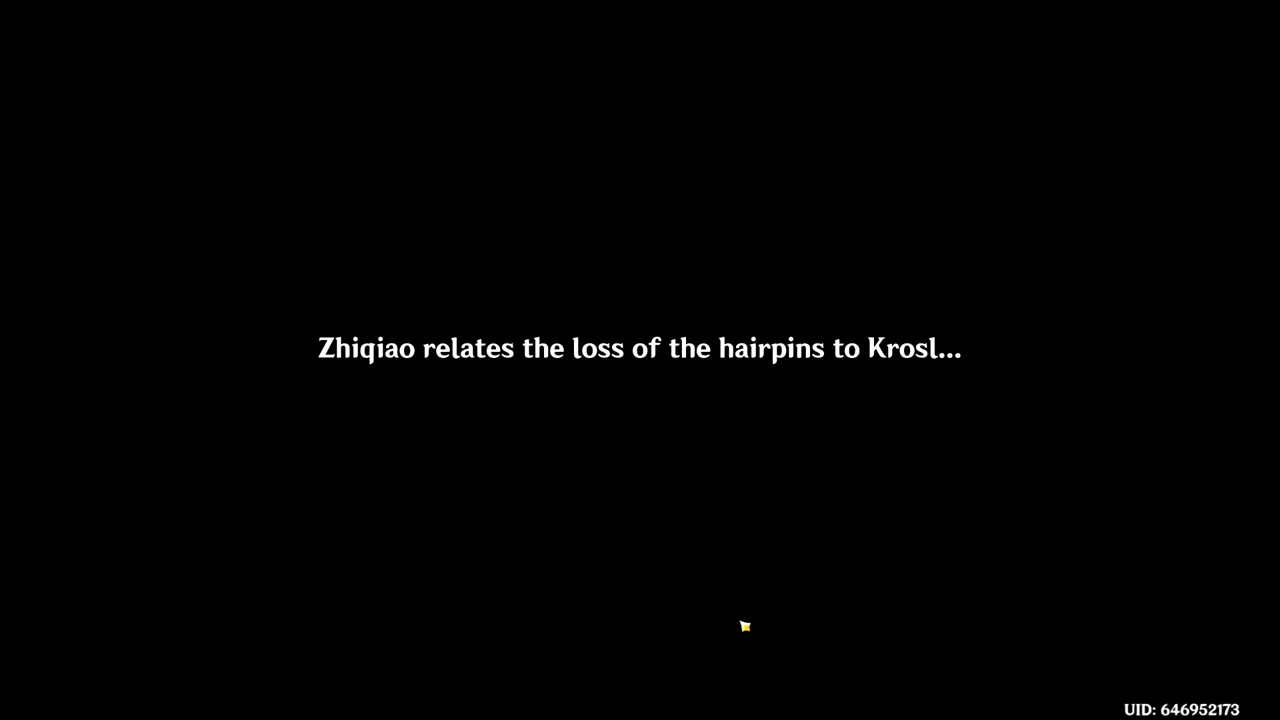 Zhiqiao relates the loss of the hairpins to Krosl...
UID: 646952173